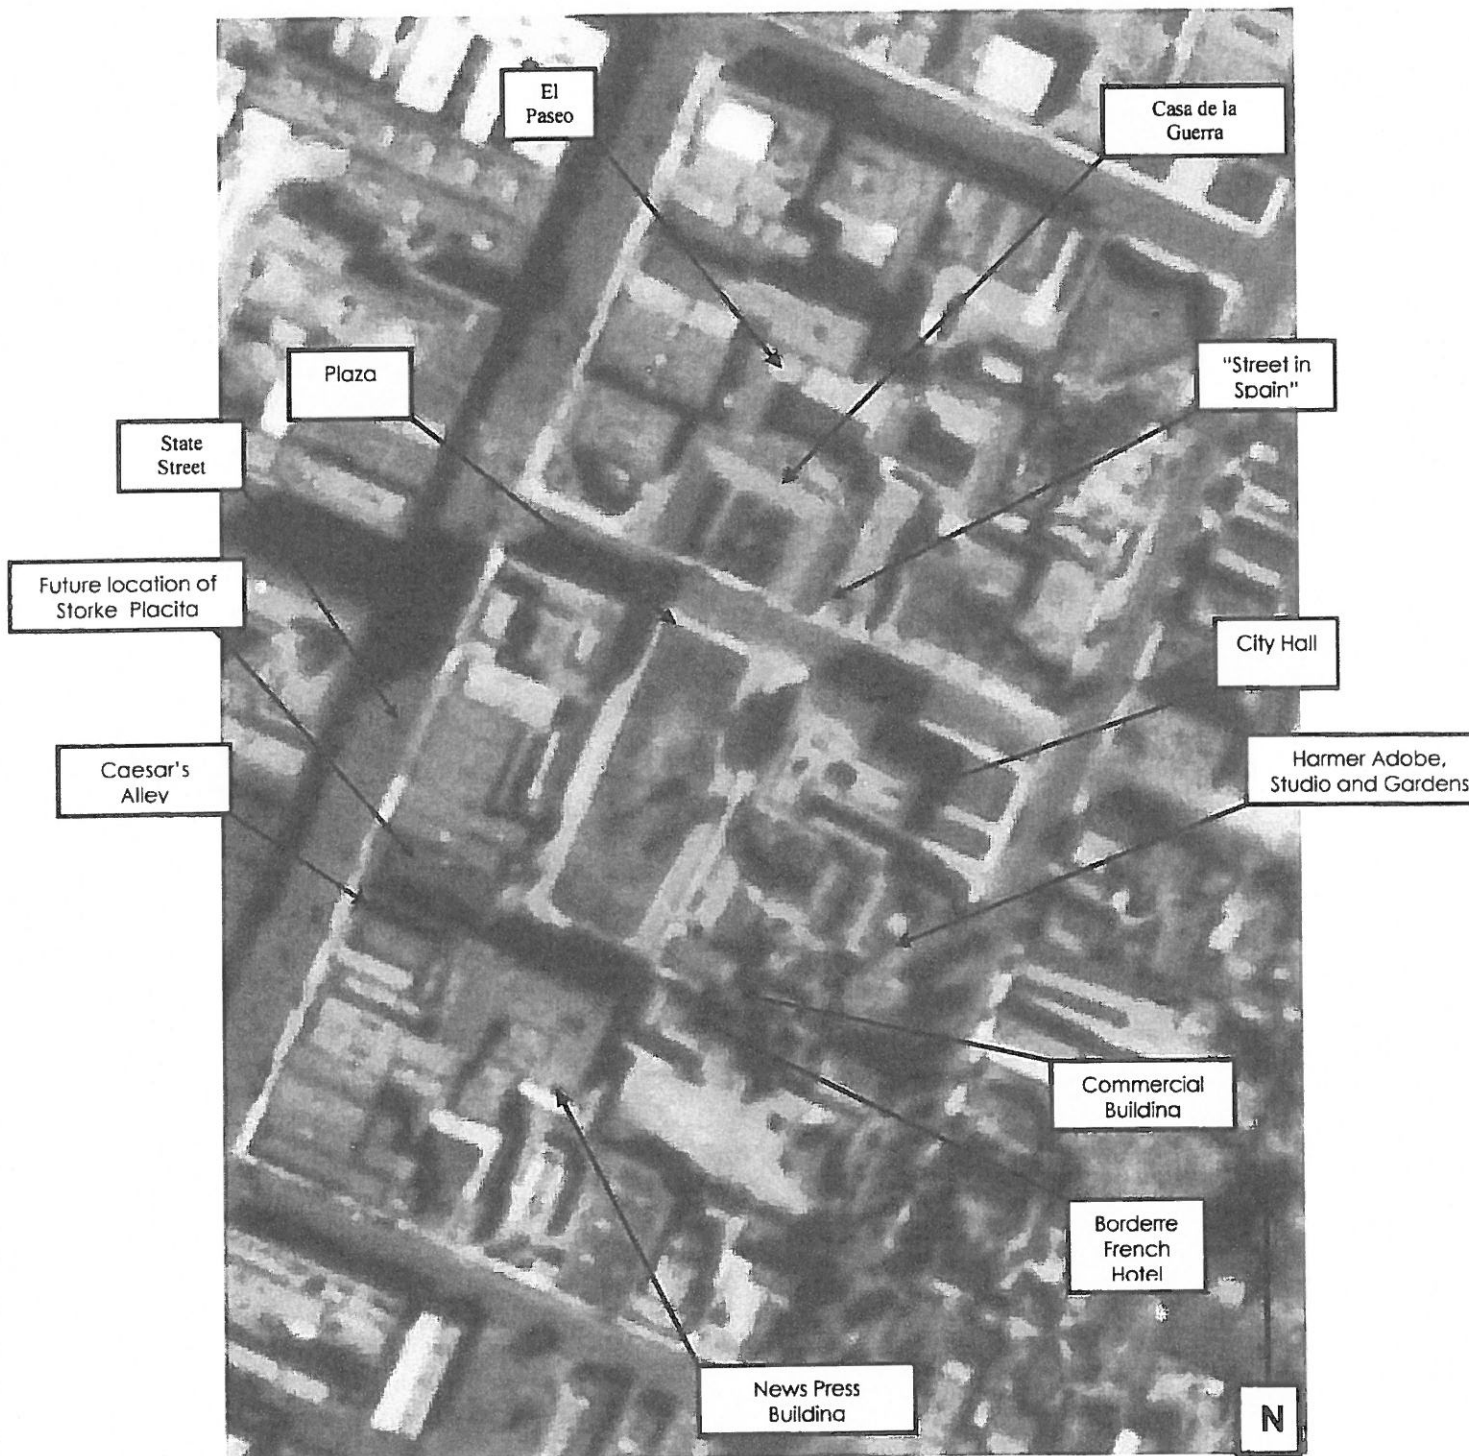 El
Paseo
Casa de la
Guerra
Plaza
"Street in
Spain"
State
Street
Future location of
Storke Placita
City Hall
Caesar's
Alley
Harmer Adobe,
Studio and Gardens
Commercial
Building
Borderre
French
Hotel
News Press
Building
N